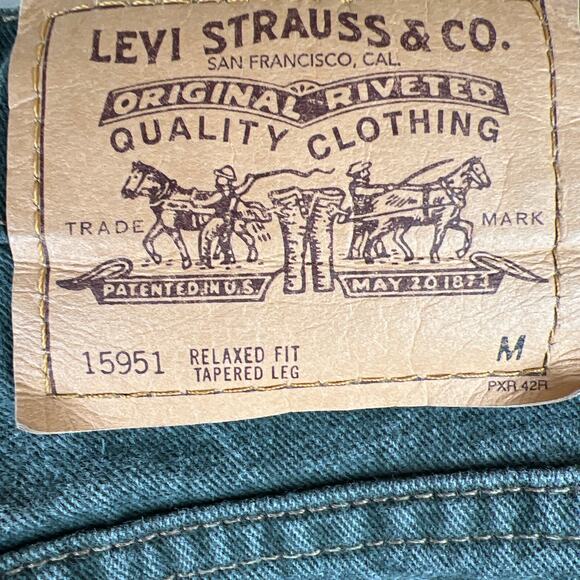 LEVI STRAUSS & CO.
SAN FRANCISCO, CAL.
ORIGINAL RIVETED
QUALITY CLOTHING
TRADE MARK
PATENTED IN U.S. MAY 20 1873
15951 RELAXED FIT
TAPERED LEG
M
PXR 42R